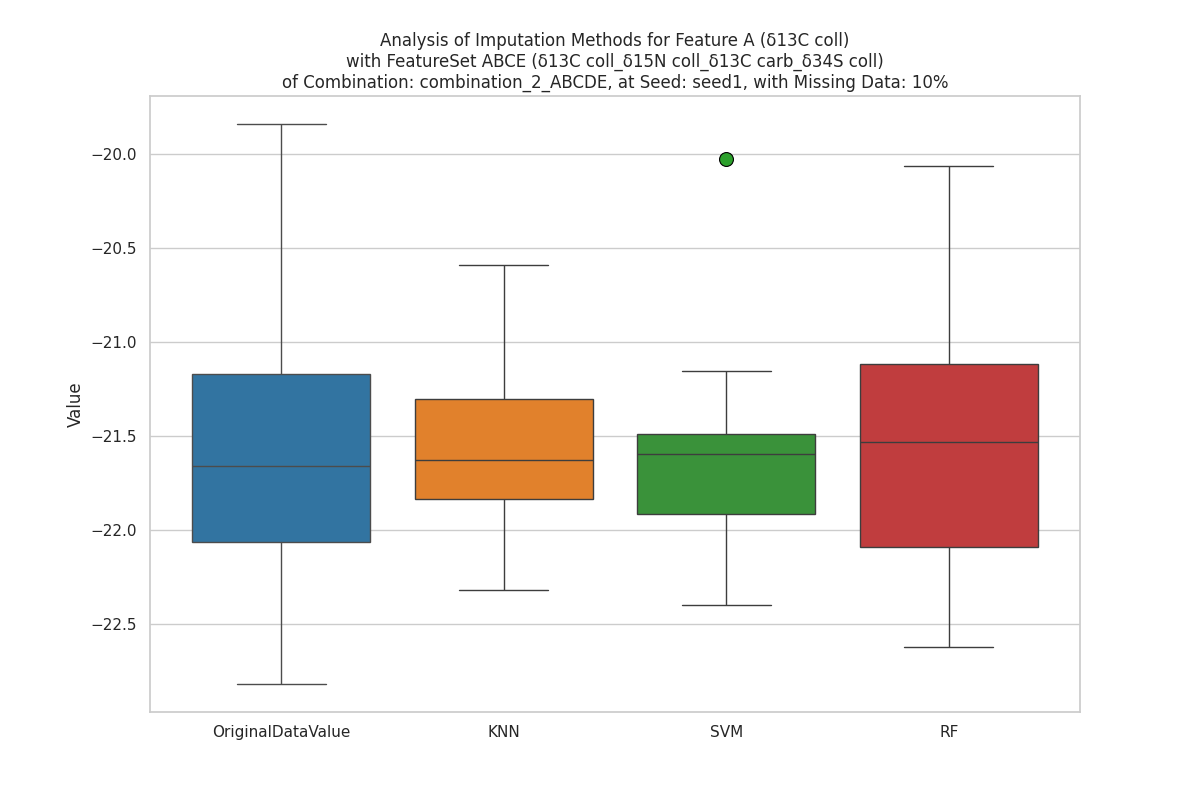 Analysis of Imputation Methods for Feature A (δ13C coll)
with FeatureSet ABCE (δ13C coll_δ15N coll_δ13C carb_δ34S coll)
of Combination: combination_2_ABCDE, at Seed: seed1, with Missing Data: 10%
−20.0
−20.5
−21.0
−21.5
−22.0
−22.5
Value
OriginalDataValue
KNN
SVM
RF